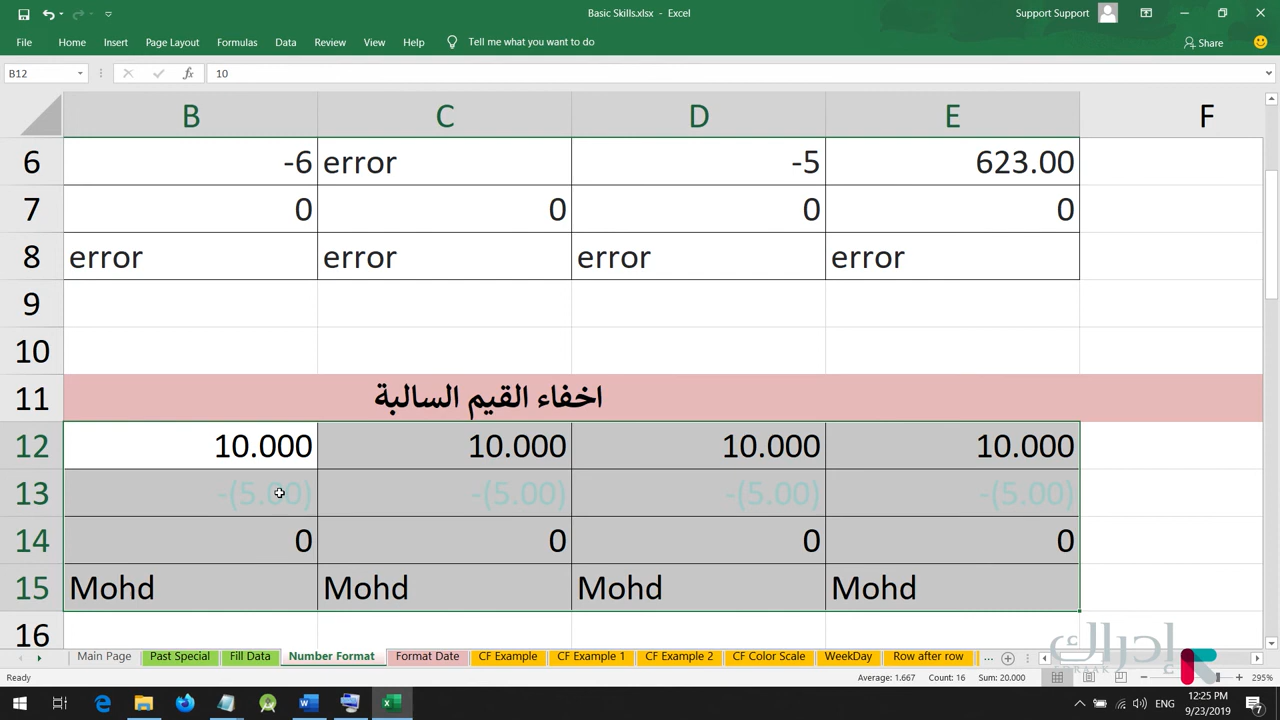 Basic Skills.xlsx - Excel
Support Support
File Home Insert Page Layout Formulas Data Review View Help Tell me what you want to do Share
B12 fx 10
B C D E F
6 -6 error -5 623.00
7 0 0 0 0
8 error error error error
9
10
11 اخفاء القيم السالبة
12 10.000 10.000 10.000 10.000
13 -(5.00) -(5.00) -(5.00) -(5.00)
14 0 0 0 0
15 Mohd Mohd Mohd Mohd
16
ادراك
EDRAAK
Main Page Past Special Fill Data Number Format Format Date CF Example CF Example 1 CF Example 2 CF Color Scale WeekDay Row after row ...
Ready Average: 1.667 Count: 16 Sum: 20.000 295%
ENG 12:25 PM
9/23/2019 7